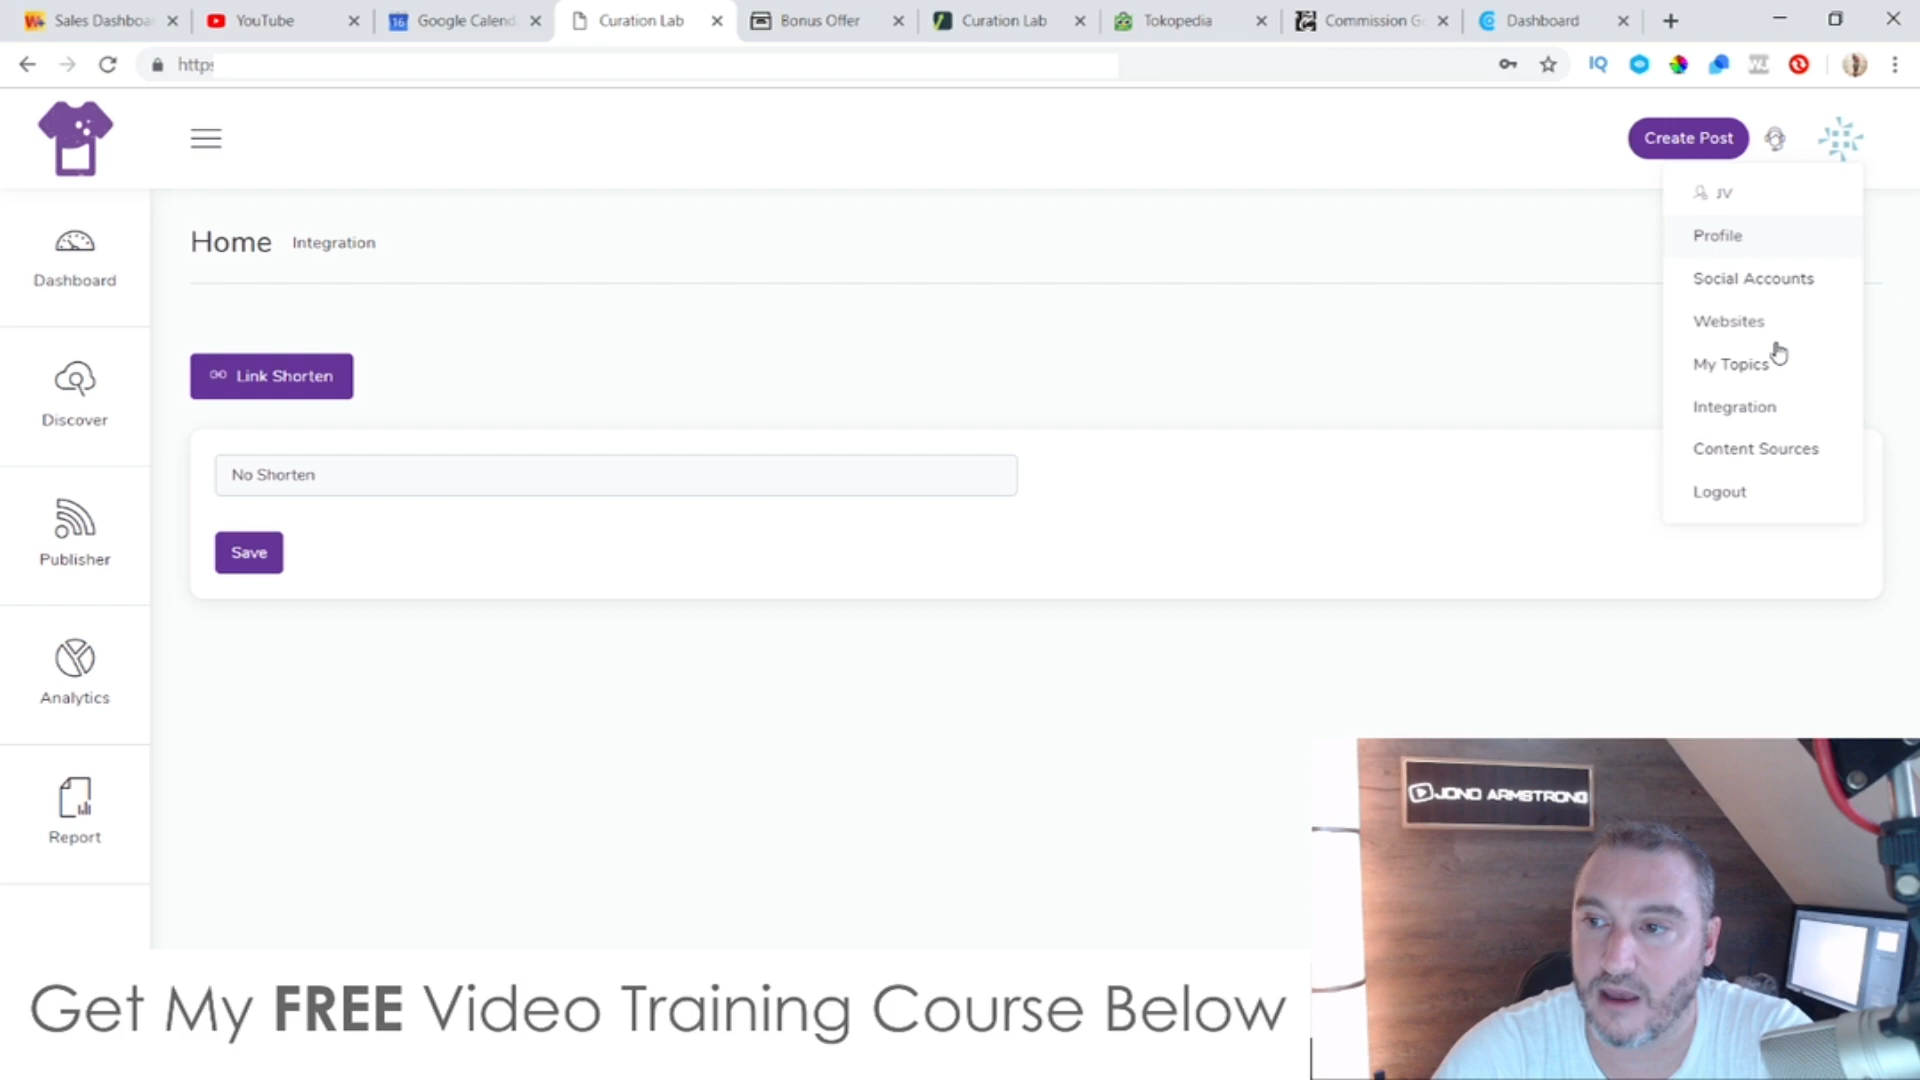 Sales Dashboa
YouTube
16 Google Calend
Curation Lab
Bonus Offer
Curation Lab
Tokopedia
Commission G
Dashboard
https
IQ
Create Post
JV
Profile
Social Accounts
Websites
My Topics
Integration
Content Sources
Logout
Dashboard
Discover
Publisher
Analytics
Report
Home Integration
Link Shorten
No Shorten
Save
JONO ARMSTRONG
Get My FREE Video Training Course Below